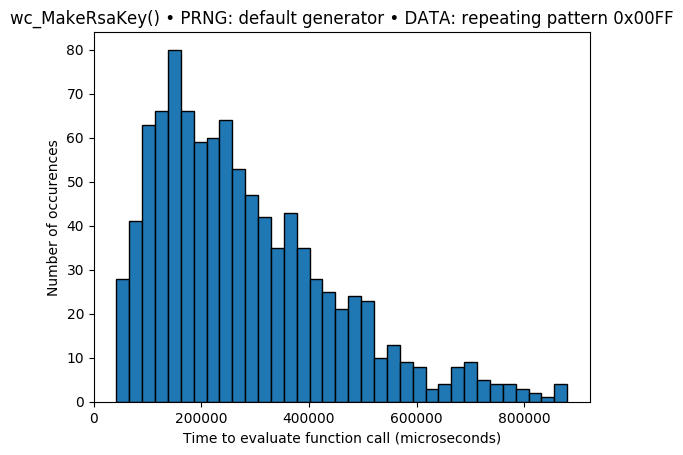 wc_MakeRsaKey() • PRNG: default generator • DATA: repeating pattern 0x00FF
80
70
60
50
40
30
20
10
0
Number of occurences
0 200000 400000 600000 800000
Time to evaluate function call (microseconds)